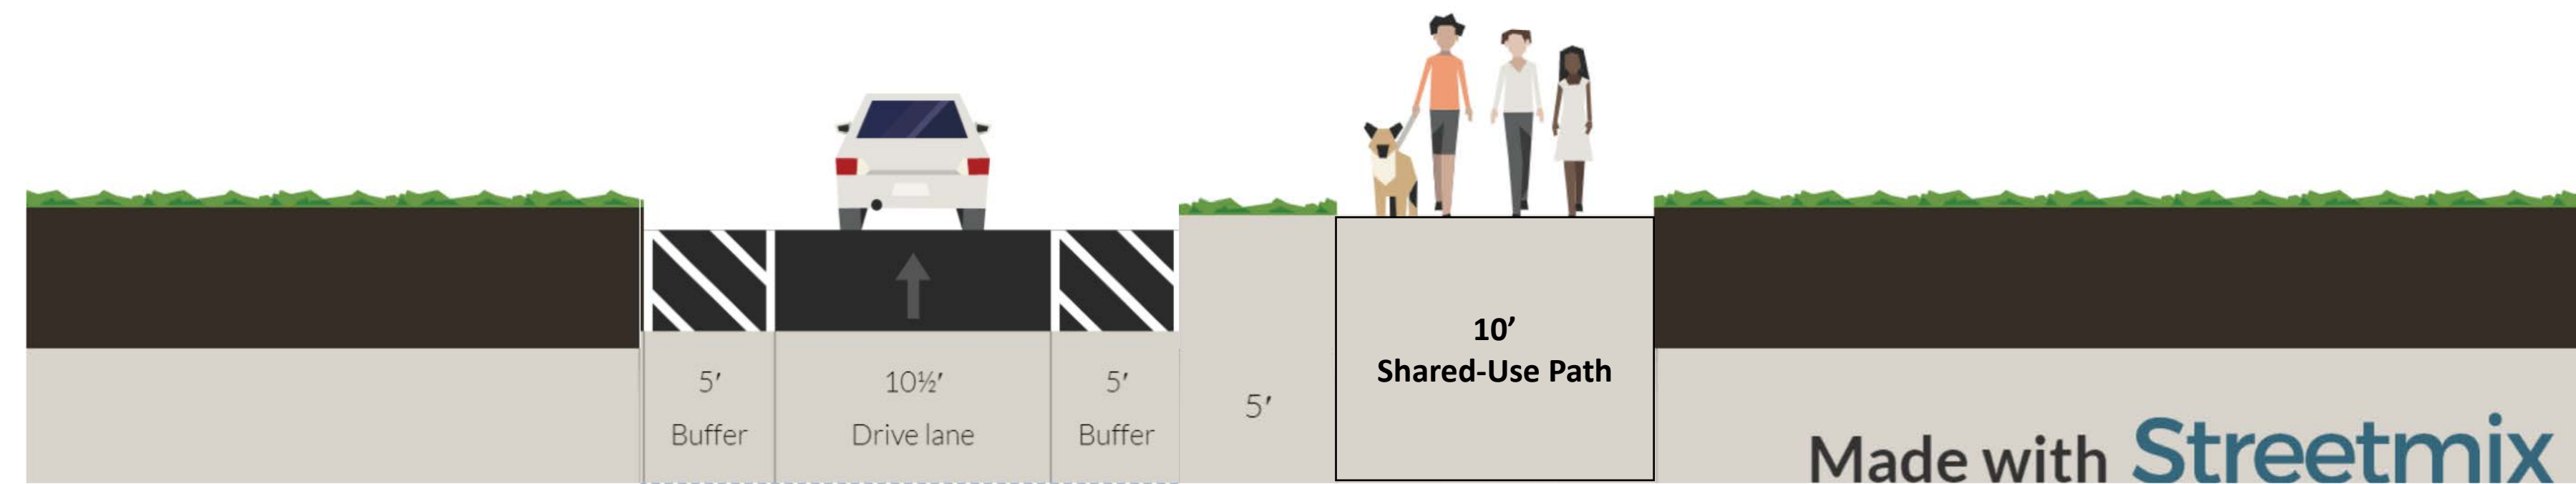 5′
Buffer
10½′
Drive lane
5′
Buffer
5′
10’
Shared-Use Path
Made with Streetmix